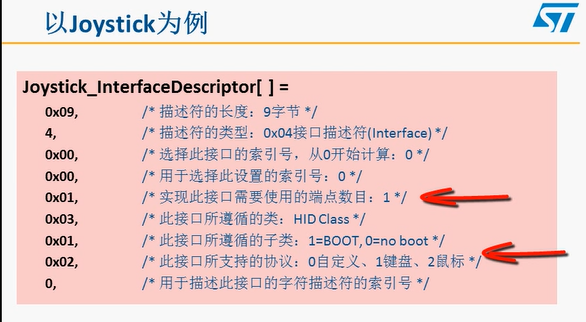 以Joystick为例
ST
Joystick_InterfaceDescriptor[ ] =
0x09, /* 描述符的长度：9字节 */
4, /* 描述符的类型：0x04接口描述符(Interface) */
0x00, /* 选择此接口的索引号，从0开始计算：0 */
0x00, /* 用于选择此设置的索引号：0 */
0x01, /* 实现此接口需要使用的端点数目：1 */
0x03, /* 此接口所遵循的类：HID Class */
0x01, /* 此接口所遵循的子类：1=BOOT, 0=no boot */
0x02, /* 此接口所支持的协议：0自定义、1键盘、2鼠标 */
0, /* 用于描述此接口的字符描述符的索引号 */